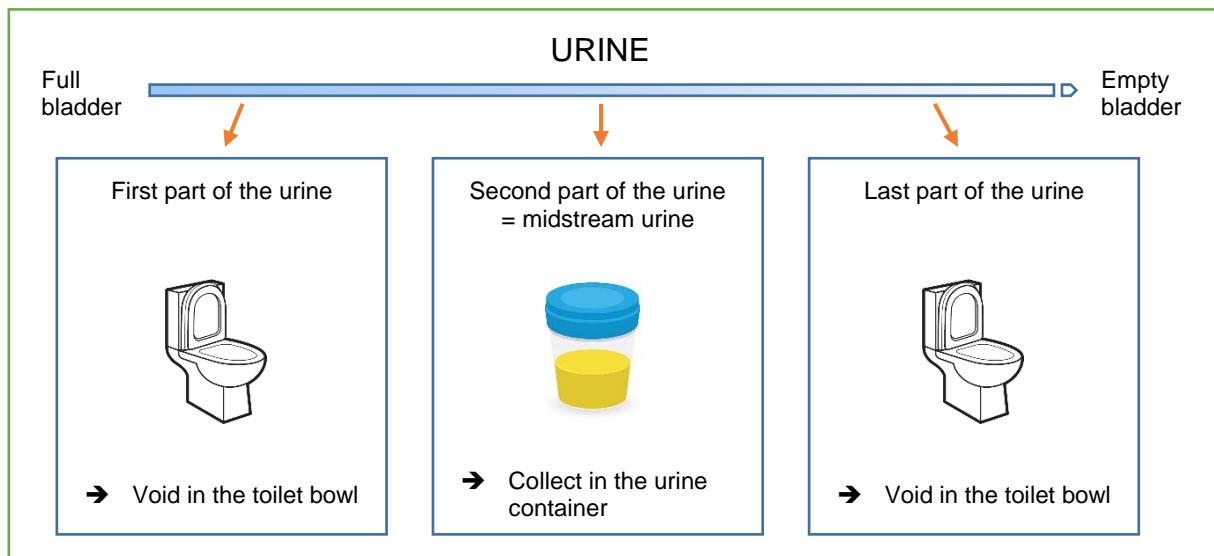 URINE
Full
bladder
Empty
bladder
First part of the urine
➔ Void in the toilet bowl
Second part of the urine
= midstream urine
➔ Collect in the urine
container
Last part of the urine
➔ Void in the toilet bowl